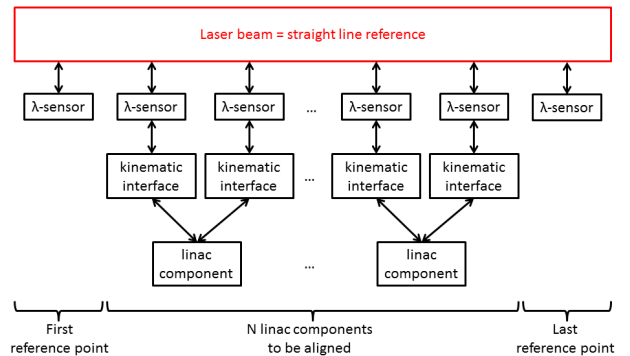 Laser beam = straight line reference
λ-sensor λ-sensor λ-sensor ... λ-sensor λ-sensor λ-sensor
kinematic kinematic kinematic kinematic
interface interface ... interface interface
linac linac
component ... component
First N linac components Last
reference point to be aligned reference point